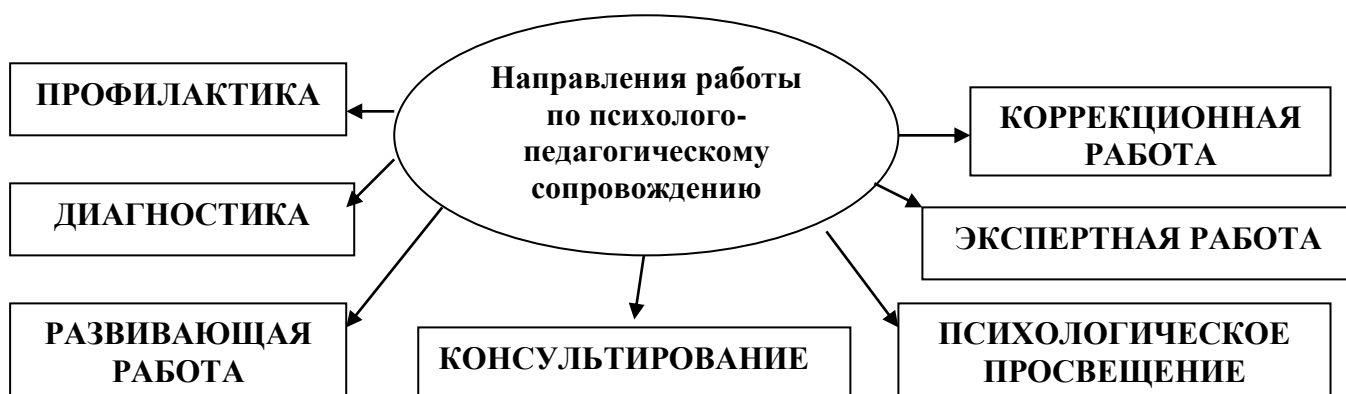 Направления работы
по психолого-
педагогическому
сопровождению
ПРОФИЛАКТИКА
ДИАГНОСТИКА
РАЗВИВАЮЩАЯ
РАБОТА
КОНСУЛЬТИРОВАНИЕ
КОРРЕКЦИОННАЯ
РАБОТА
ЭКСПЕРТНАЯ РАБОТА
ПСИХОЛОГИЧЕСКОЕ
ПРОСВЕЩЕНИЕ